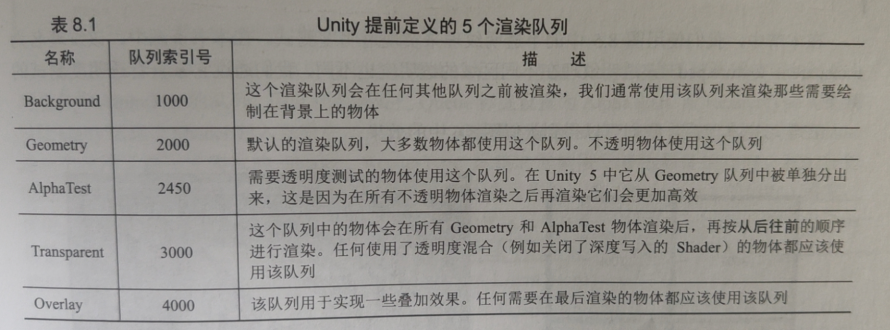 表 8.1 Unity 提前定义的 5 个渲染队列
名称 队列索引号 描 述
Background 1000 这个渲染队列会在任何其他队列之前被渲染，我们通常使用该队列来渲染那些需要绘
制在背景上的物体
Geometry 2000 默认的渲染队列，大多数物体都使用这个队列。不透明物体使用这个队列
AlphaTest 2450 需要透明度测试的物体使用这个队列。在 Unity 5 中它从 Geometry 队列中被单独分出
来，这是因为在所有不透明物体渲染之后再渲染它们会更加高效
Transparent 3000 这个队列中的物体会在所有 Geometry 和 AlphaTest 物体渲染后，再按从后往前的顺序
进行渲染。任何使用了透明度混合（例如关闭了深度写入的 Shader）的物体都应该使
用该队列
Overlay 4000 该队列用于实现一些叠加效果。任何需要在最后渲染的物体都应该使用该队列